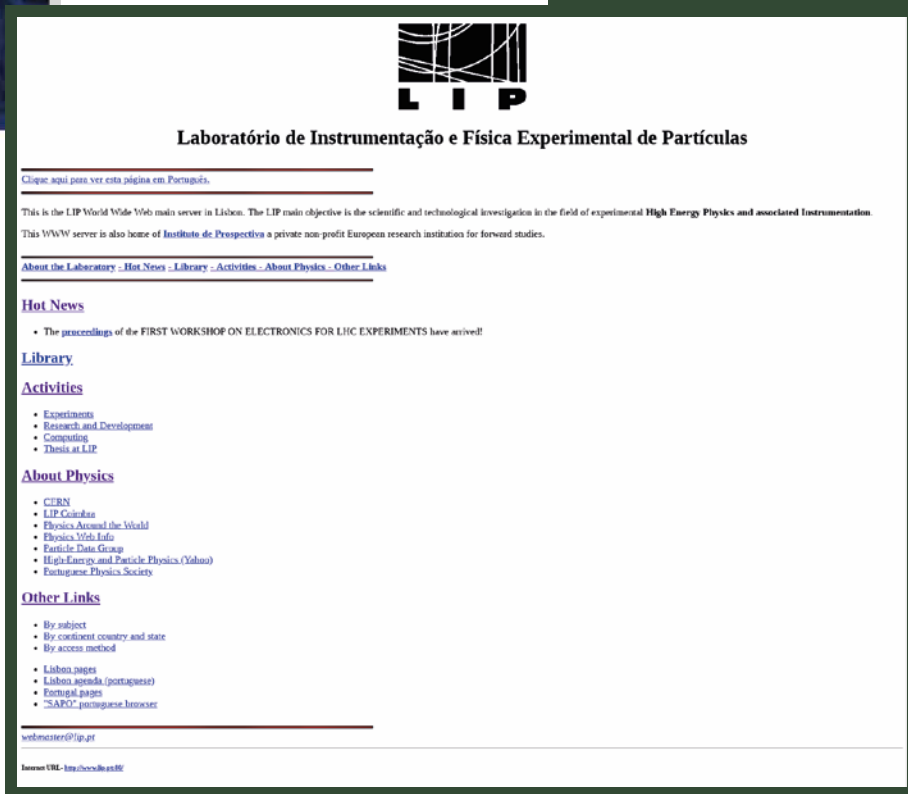 LIP
Laboratório de Instrumentação e Física Experimental de Partículas
Clique aqui para ver esta página em Português.
This is the LIP World Wide Web main server in Lisbon. The LIP main objective is the scientific and technological investigation in the field of experimental High Energy Physics and associated Instrumentation.
This WWW server is also home of Instituto de Prospectiva a private non-profit European research institution for forward studies.
About the Laboratory - Hot News - Library - Activities - About Physics - Other Links
Hot News
• The proceedings of the FIRST WORKSHOP ON ELECTRONICS FOR LHC EXPERIMENTS have arrived!
Library
Activities
• Experiments
• Research and Development
• Computing
• Thesis at LIP
About Physics
• CERN
• LIP Coimbra
• Physics Around the World
• Physics Web Info
• Particle Data Group
• High-Energy and Particle Physics (Yahoo)
• Portuguese Physics Society
Other Links
• By subject
• By continent country and state
• By access method
• Lisbon pages
• Lisbon agenda (portuguese)
• Portugal pages
• "SAPO" portuguese browser
webmaster@lip.pt
Internet URL- http://www.lip.pt:80/